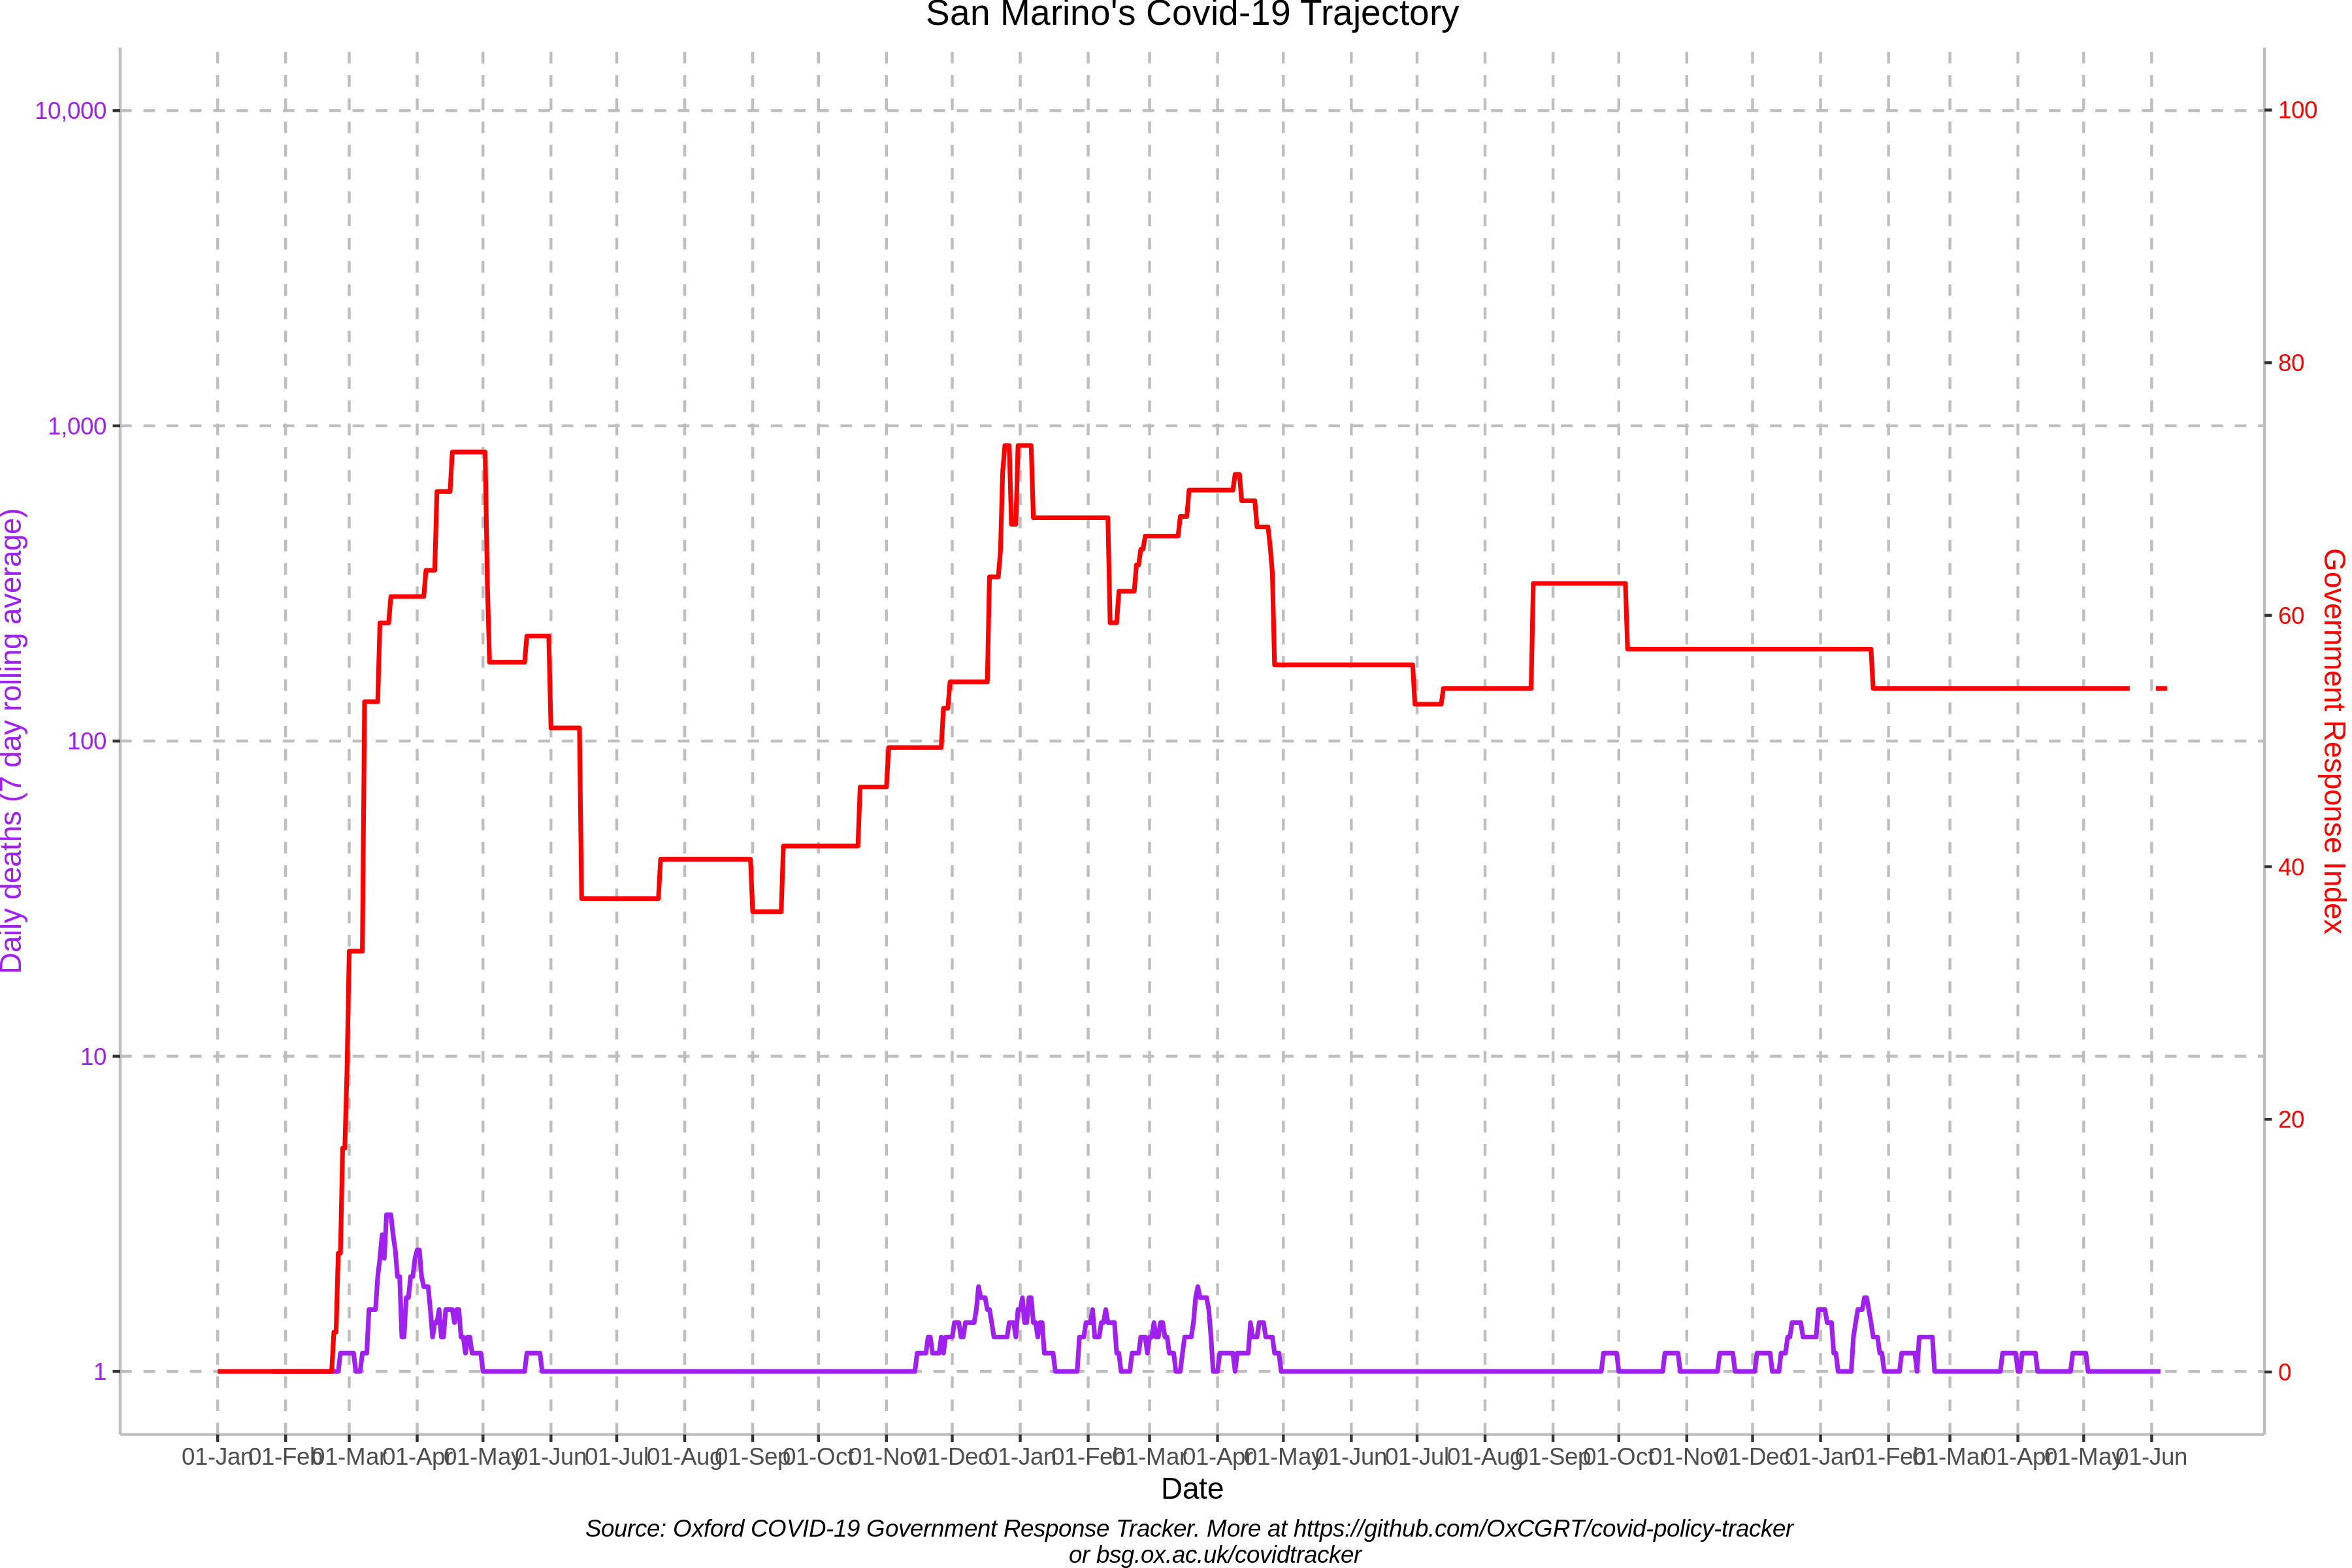 San Marino's Covid-19 Trajectory
10,000
1,000
100
10
1
Daily deaths (7 day rolling average)
100
80
60
40
20
0
Government Response Index
01-Jan 01-Feb 01-Mar 01-Apr 01-May 01-Jun 01-Jul 01-Aug 01-Sep 01-Oct 01-Nov 01-Dec 01-Jan 01-Feb 01-Mar 01-Apr 01-May 01-Jun 01-Jul 01-Aug 01-Sep 01-Oct 01-Nov 01-Dec 01-Jan 01-Feb 01-Mar 01-Apr 01-May 01-Jun
Date
Source: Oxford COVID-19 Government Response Tracker. More at https://github.com/OxCGRT/covid-policy-tracker
or bsg.ox.ac.uk/covidtracker